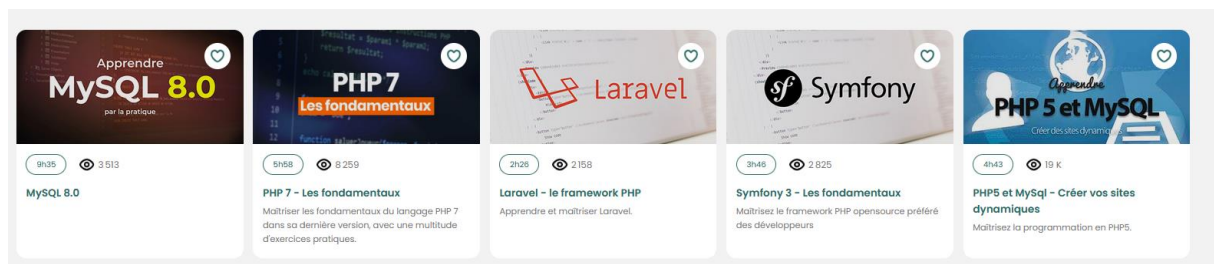 Apprendre
MySQL 8.0
par la pratique
9h35 3 513
MySQL 8.0
PHP 7
Les fondamentaux
5h58 8 259
PHP 7 - Les fondamentaux
Maîtriser les fondamentaux du langage PHP 7
dans sa dernière version, avec une multitude
d'exercices pratiques.
Laravel
2h26 2 158
Laravel - le framework PHP
Apprendre et maîtriser Laravel.
sf Symfony
3h46 2 825
Symfony 3 - Les fondamentaux
Maîtrisez le framework PHP opensource préféré
des développeurs
Apprendre
PHP 5 et MySQL
Créer des sites dynamiques
4h43 19 K
PHP5 et MySql - Créer vos sites
dynamiques
Maîtrisez la programmation en PHP5.